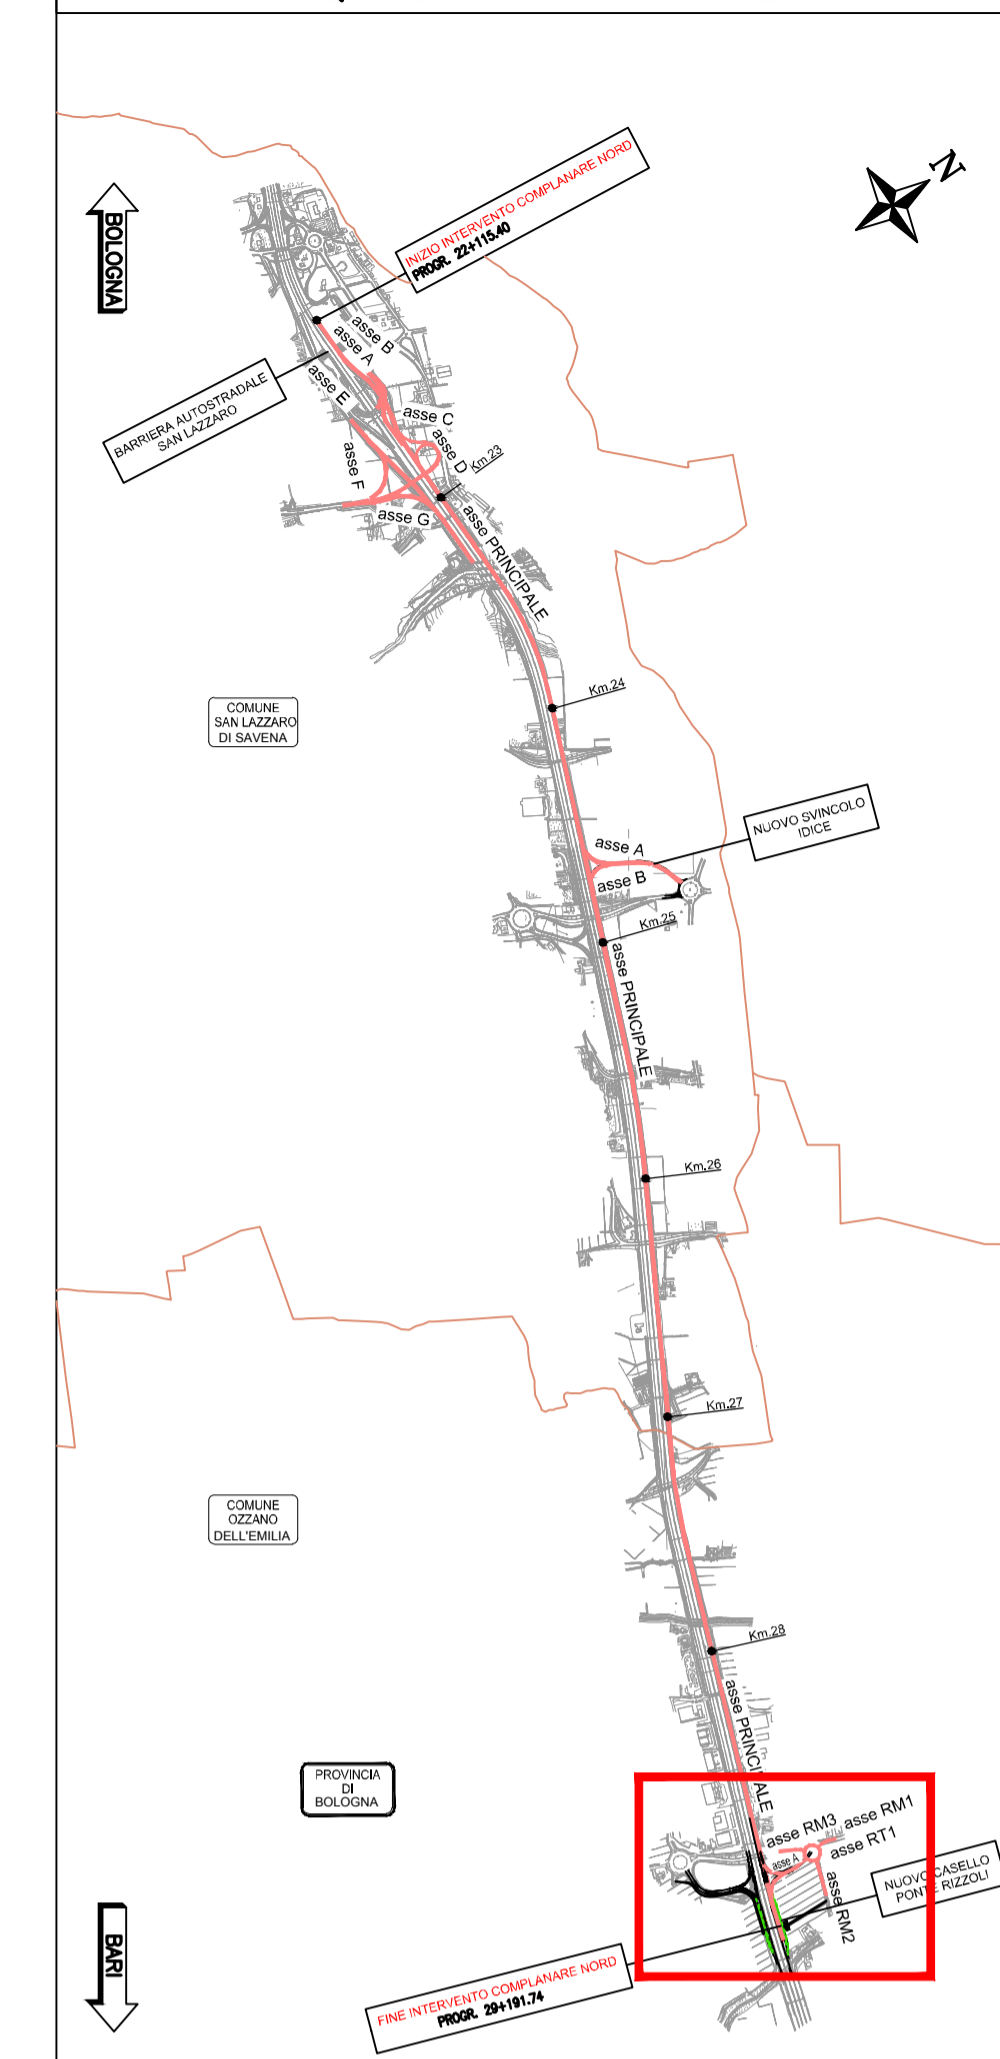 N
BOLOGNA
INIZIO INTERVENTO COMPLANARE NORD
PROGR. 22+115.40
asse B
asse A
BARRIERA AUTOSTRADALE
SAN LAZZARO
asse E
asse C
asse D
Km.23
asse F
asse G
asse PRINCIPALE
Km.24
COMUNE
SAN LAZZARO
DI SAVENA
NUOVO SVINCOLO
IDICE
asse A
asse B
Km.25
asse PRINCIPALE
Km.26
Km.27
COMUNE
OZZANO
DELL'EMILIA
Km.28
asse PRINCIPALE
PROVINCIA
DI
BOLOGNA
asse RM3
asse RM1
asse RT1
asse A
NUOVO CASELLO
PONTE RIZZOLI
asse RM2
BARI
FINE INTERVENTO COMPLANARE NORD
PROGR. 29+191.74